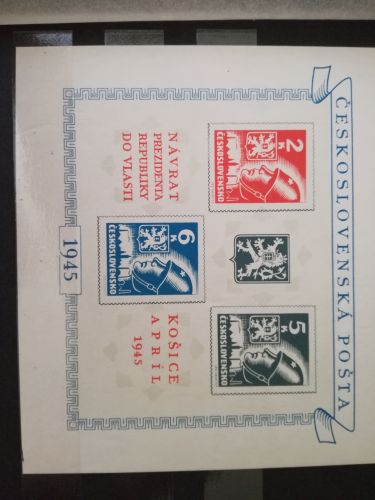 ČESKOSLOVENSKÁ POŠTA
2
K
ČESKOSLOVENSKO
5
K
ČESKOSLOVENSKO
NÁVRAT
PREZIDENTA
REPUBLIKY
DO VLASTI
6
K
ČESKOSLOVENSKO
KOŠICE
APRÍL
1945
1945